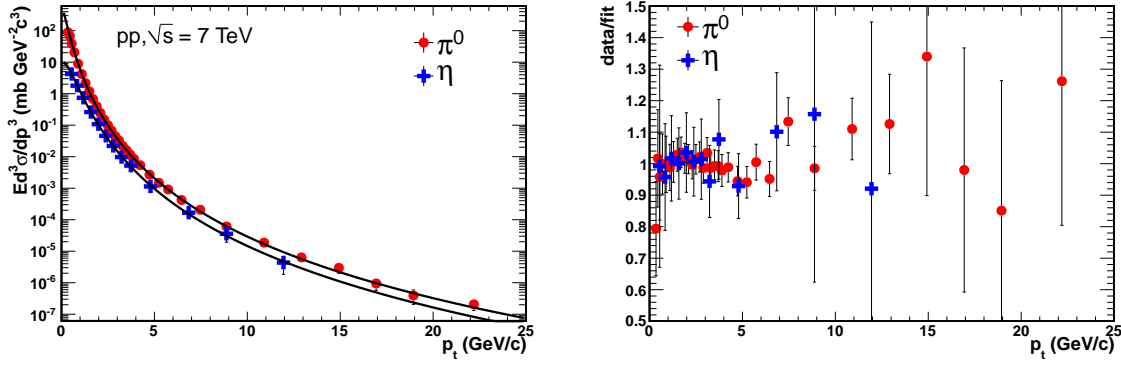 Ed³σ/dp³ (mb GeV⁻²c³)
10²
10
1
10⁻¹
10⁻²
10⁻³
10⁻⁴
10⁻⁵
10⁻⁶
10⁻⁷
pp,√s = 7 TeV
π⁰
η
0 5 10 15 20 25
p_t (GeV/c)
data/fit
1.5
1.4
1.3
1.2
1.1
1.0
0.9
0.8
0.7
0.6
0.5
π⁰
η
0 5 10 15 20 25
p_t (GeV/c)